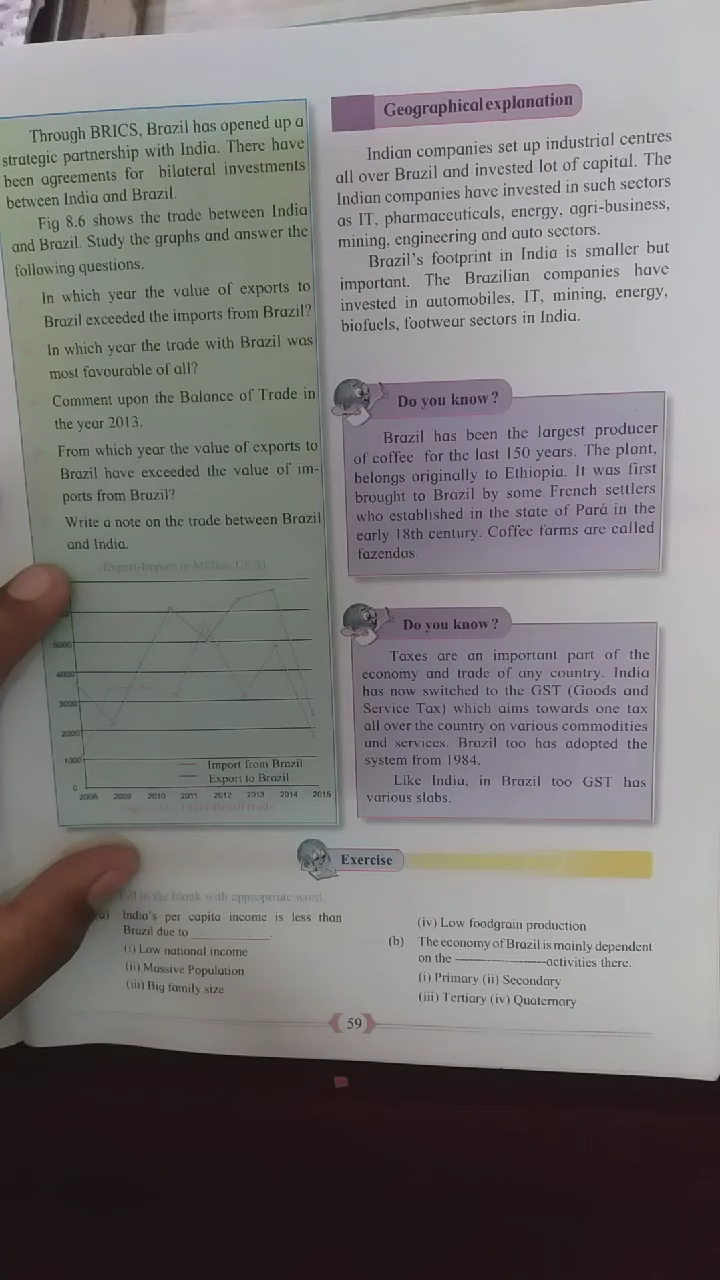 Through BRICS, Brazil has opened up a
strategic partnership with India. There have
been agreements for bilateral investments
between India and Brazil.
Fig 8.6 shows the trade between India
and Brazil. Study the graphs and answer the
following questions.
In which year the value of exports to
Brazil exceeded the imports from Brazil?
In which year the trade with Brazil was
most favourable of all?
Comment upon the Balance of Trade in
the year 2013.
From which year the value of exports to
Brazil have exceeded the value of im-
ports from Brazil?
Write a note on the trade between Brazil
and India.
Export-Import in Million U.S.$
5000
4000
3000
2000
1000
0
Import from Brazil
Export to Brazil
2008 2009 2010 2011 2012 2013 2014 2015
India-Brazil trade
Geographical explanation
Indian companies set up industrial centres
all over Brazil and invested lot of capital. The
Indian companies have invested in such sectors
as IT, pharmaceuticals, energy, agri-business,
mining, engineering and auto sectors.
Brazil's footprint in India is smaller but
important. The Brazilian companies have
invested in automobiles, IT, mining, energy,
biofuels, footwear sectors in India.
Do you know ?
Brazil has been the largest producer
of coffee for the last 150 years. The plant,
belongs originally to Ethiopia. It was first
brought to Brazil by some French settlers
who established in the state of Pará in the
early 18th century. Coffee farms are called
fazendas.
Do you know ?
Taxes are an important part of the
economy and trade of any country. India
has now switched to the GST (Goods and
Service Tax) which aims towards one tax
all over the country on various commodities
and services. Brazil too has adopted the
system from 1984.
Like India, in Brazil too GST has
various slabs.
Exercise
Fill in the blank with appropriate word.
a) India's per capita income is less than
Brazil due to ____________.
(i) Low national income
(ii) Massive Population
(iii) Big family size
(iv) Low foodgrain production
(b) The economy of Brazil is mainly dependent
on the ---------------activities there.
(i) Primary (ii) Secondary
(iii) Tertiary (iv) Quaternary
59